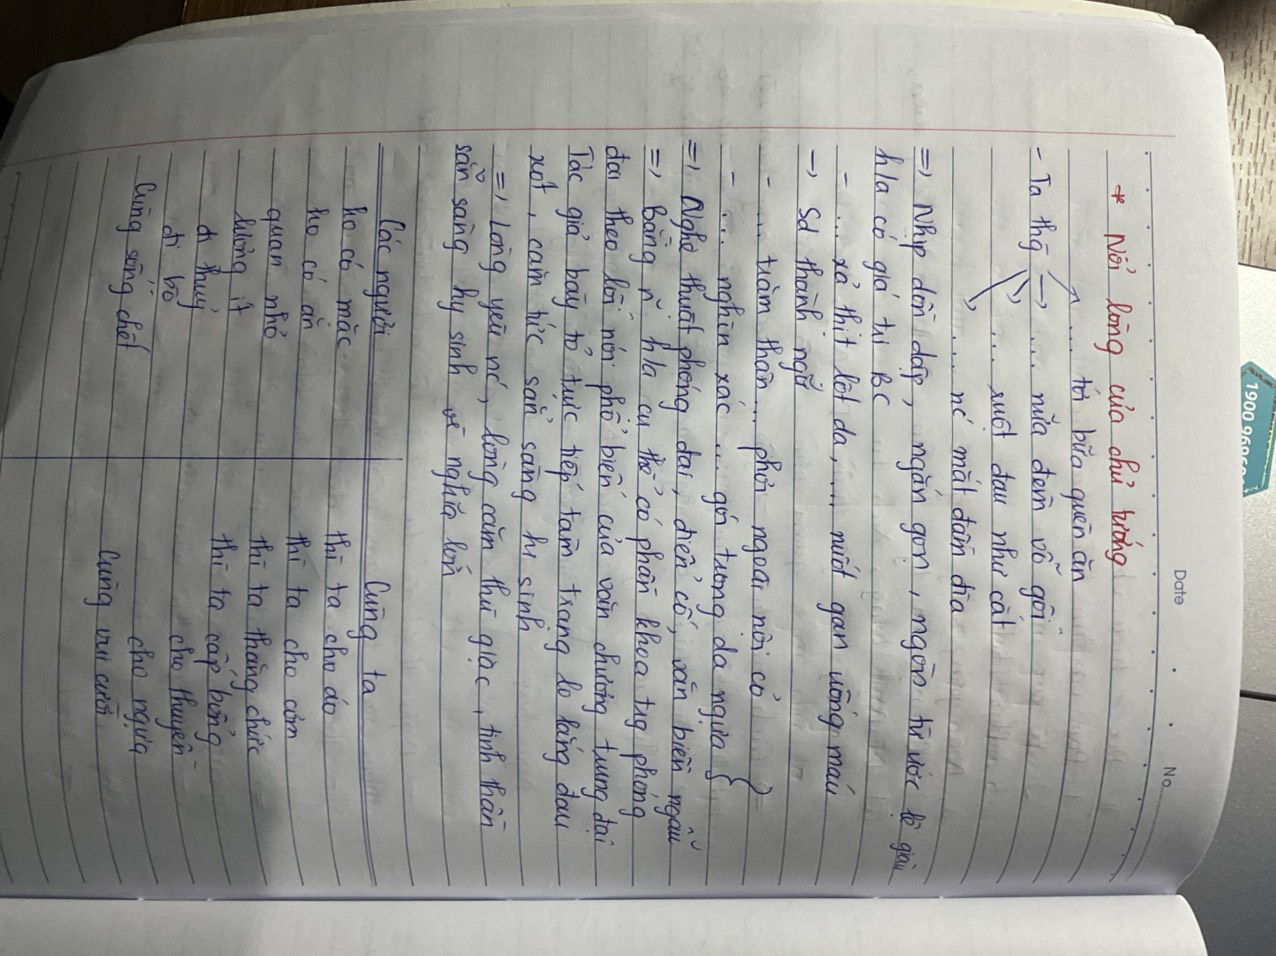 1900 9696
Date . . No.
* Nỗi lòng của chủ tướng
... tới bữa quên ăn
- Ta thg → ... nửa đêm vỗ gối
... ruột đau như cắt
... nc' mắt đầm đìa
=> Nhịp dồn dập, ngắn gọn, ngôn từ ước lệ giàu
h/a có giá trị BC
- ... xả thịt lột da, ... nuốt gan uống máu
-> Sd thành ngữ
- ... trăm thân ... phơi ngoài nội cỏ
- ... nghìn xác ... gói trong da ngựa }
=> Nghệ thuật phóng đại, điển cố, văn biền ngẫu
=> Bằng n~ h/a cụ thể có phần khoa trg phóng
đại theo lối nói phổ biến của văn chương trung đại
Tác giả bày tỏ trực tiếp tâm trạng lo lắng đau
xót, căm tức sẵn sàng hi sinh
=> Lòng yêu nc', lòng căm thù giặc, tinh thần
sẵn sàng hy sinh vì nghĩa lớn
Các ngươi | Cùng ta
ko có mặc | thì ta cho áo
ko có ăn | thì ta cho cơm
quan nhỏ | thì ta thăng chức
lương ít | thì ta cấp bổng
đi thuỷ | cho thuyền
đi bộ | cho ngựa
Cùng sống chết | Cùng vui cười